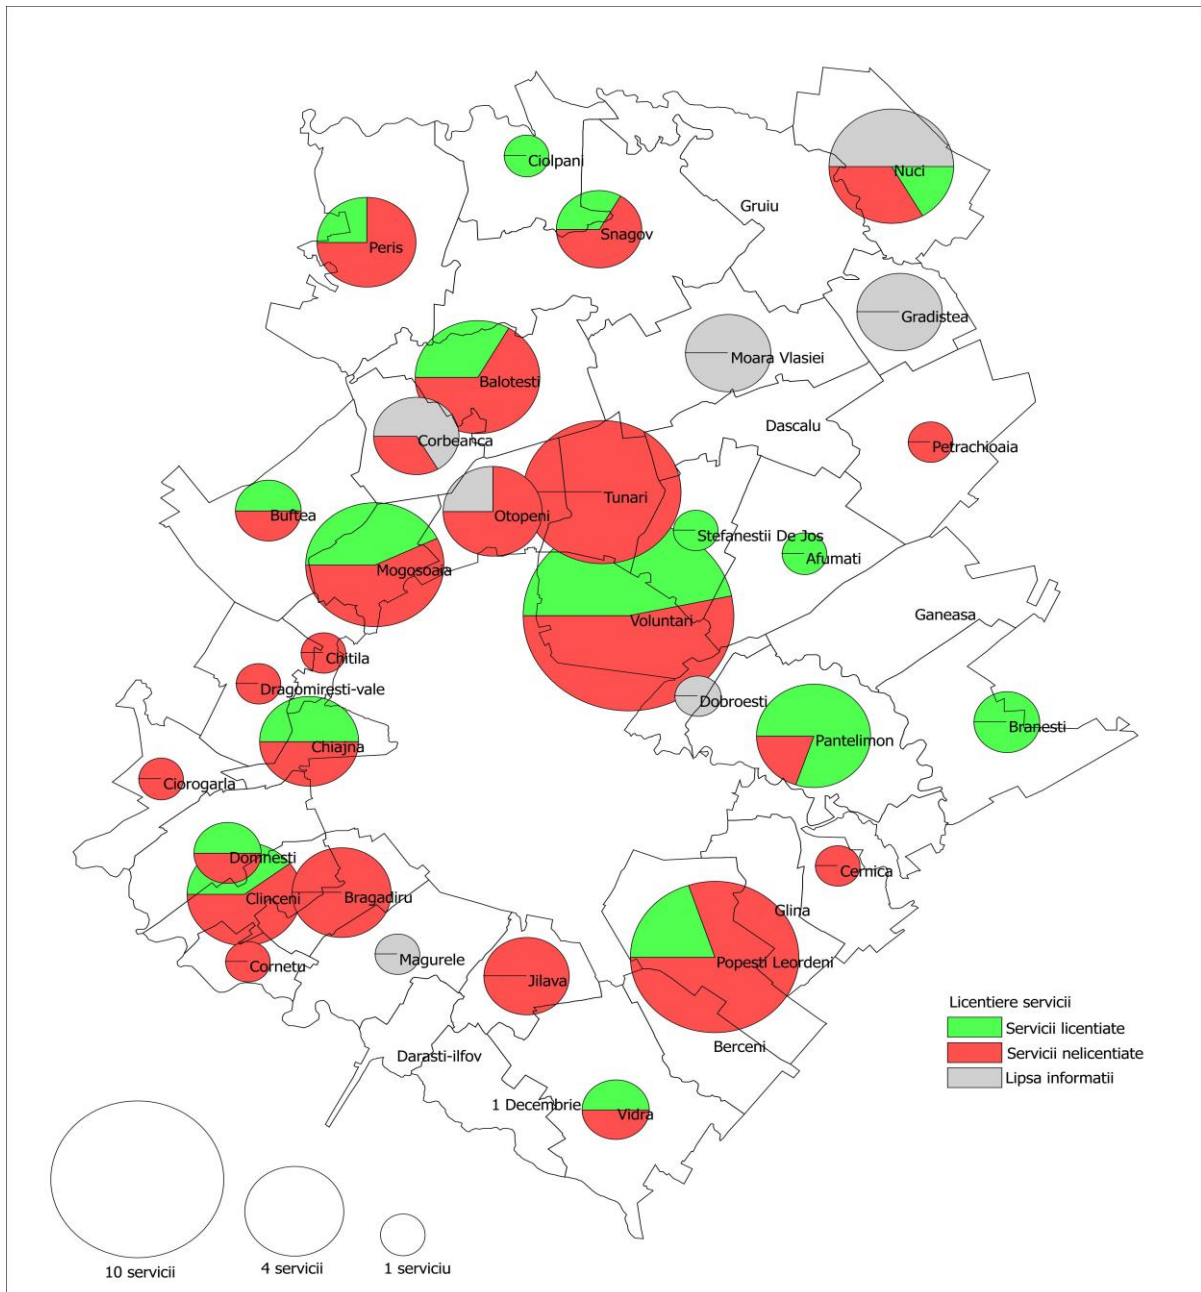 Ciolpani
Nuci
Gruiu
Snagov
Peris
Gradistea
Moara Vlasiei
Balotesti
Dascalu
Corbeanca
Petrachioaia
Tunari
Otopeni
Buftea
Stefanestii De Jos
Afumati
Mogosoaia
Ganeasa
Voluntari
Chitila
Dragomiresti-vale
Dobroesti
Branesti
Pantelimon
Chiajna
Ciorogarla
Domnesti
Cernica
Clinceni
Bragadiru
Glina
Magurele
Popesti Leordeni
Cornetu
Jilava
Licentiere servicii
Servicii licentiate
Servicii nelicentiate
Lipsa informatii
Berceni
Darasti-ilfov
1 Decembrie
Vidra
10 servicii
4 servicii
1 serviciu